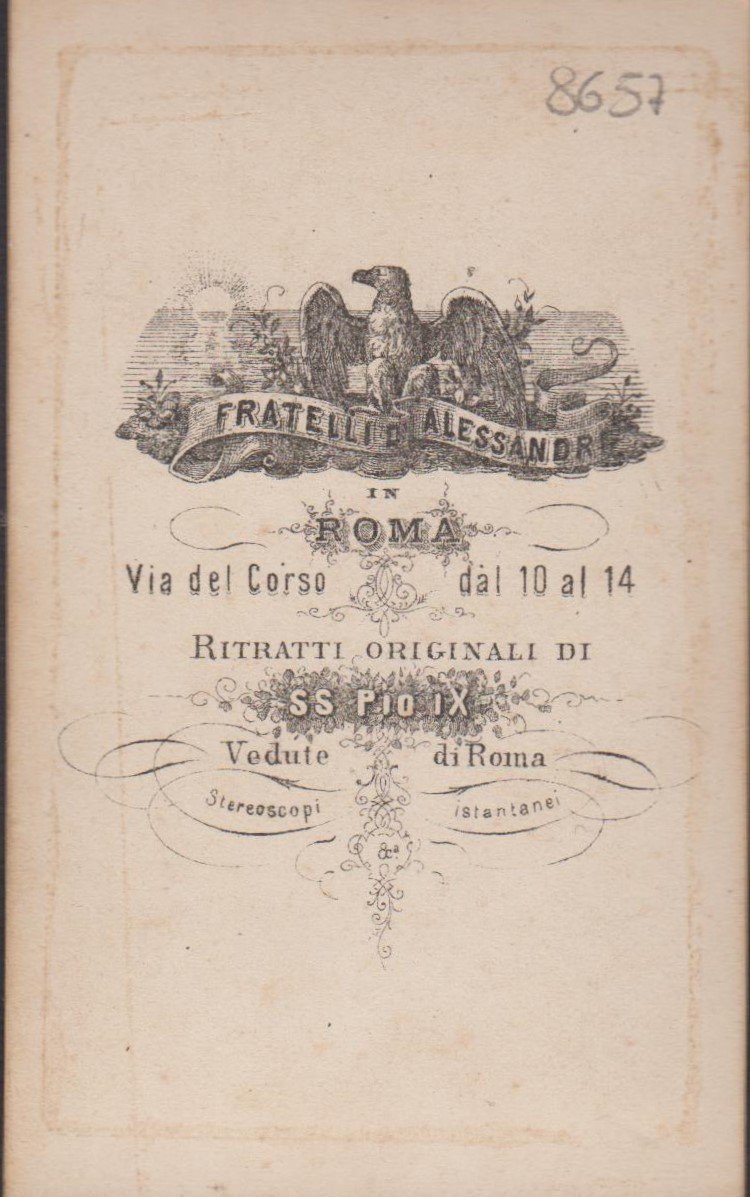 8657
FRATELLI D'ALESSANDRI
IN
ROMA
Via del Corso dal 10 al 14
RITRATTI ORIGINALI DI
SS PIO IX
Vedute di Roma
Stereoscopi istantanei
&cª